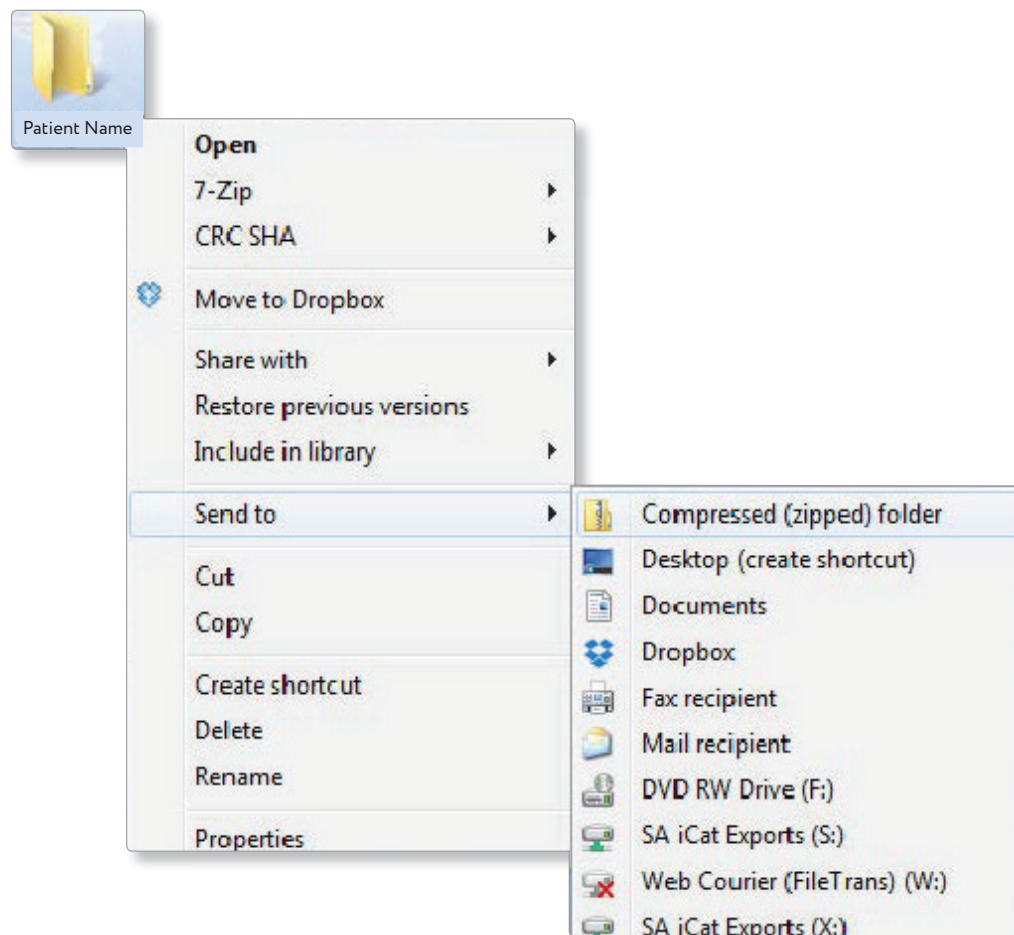 Patient Name
Open
7-Zip
CRC SHA
Move to Dropbox
Share with
Restore previous versions
Include in library
Send to
Cut
Copy
Create shortcut
Delete
Rename
Properties
Compressed (zipped) folder
Desktop (create shortcut)
Documents
Dropbox
Fax recipient
Mail recipient
DVD RW Drive (F:)
SA iCat Exports (S:)
Web Courier (FileTrans) (W:)
SA iCat Exports (X:)